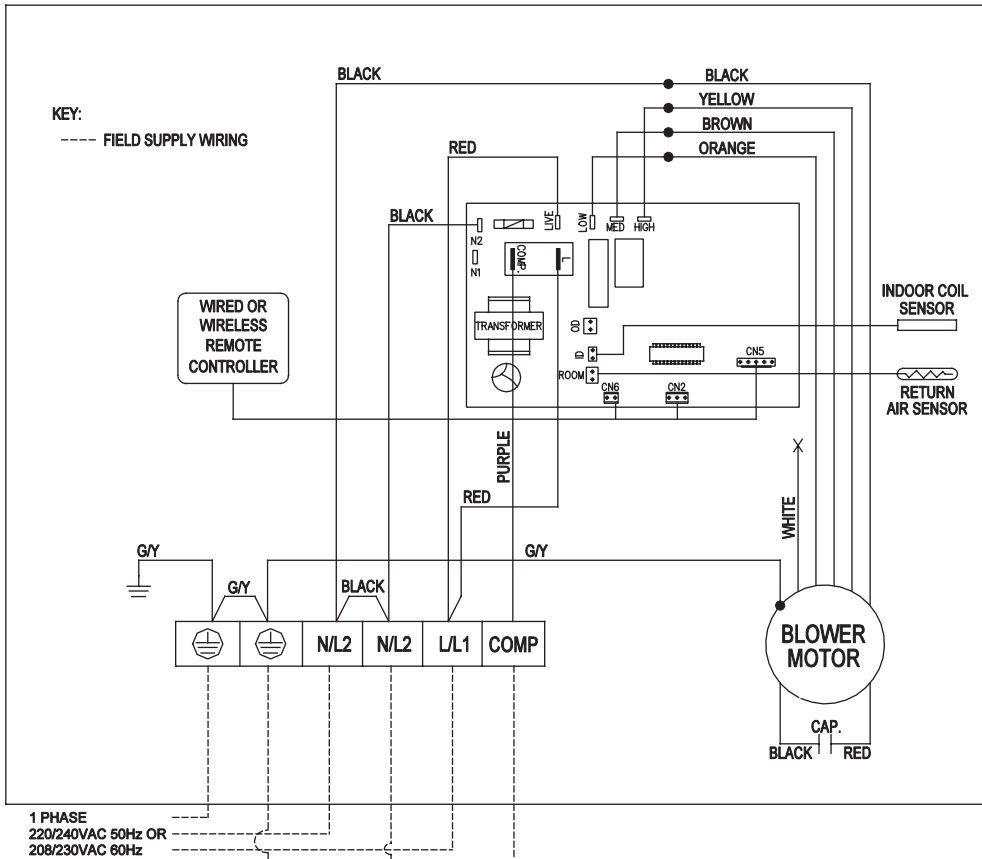 BLACK
BLACK
KEY:
YELLOW
FIELD SUPPLY WIRING
BROWN
RED
ORANGE
BLACK
LIVE
LOW
MED
HIGH
N2
N1
COMP.
L
WIRED OR
WIRELESS
REMOTE
CONTROLLER
TRANSFORMER
OD
ID
ROOM
CN5
CN6
CN2
INDOOR COIL
SENSOR
RETURN
AIR SENSOR
PURPLE
RED
WHITE
G/Y
G/Y
G/Y
BLACK
N/L2
N/L2
L/L1
COMP
BLOWER
MOTOR
CAP.
BLACK
RED
1 PHASE
220/240VAC 50Hz OR
208/230VAC 60Hz